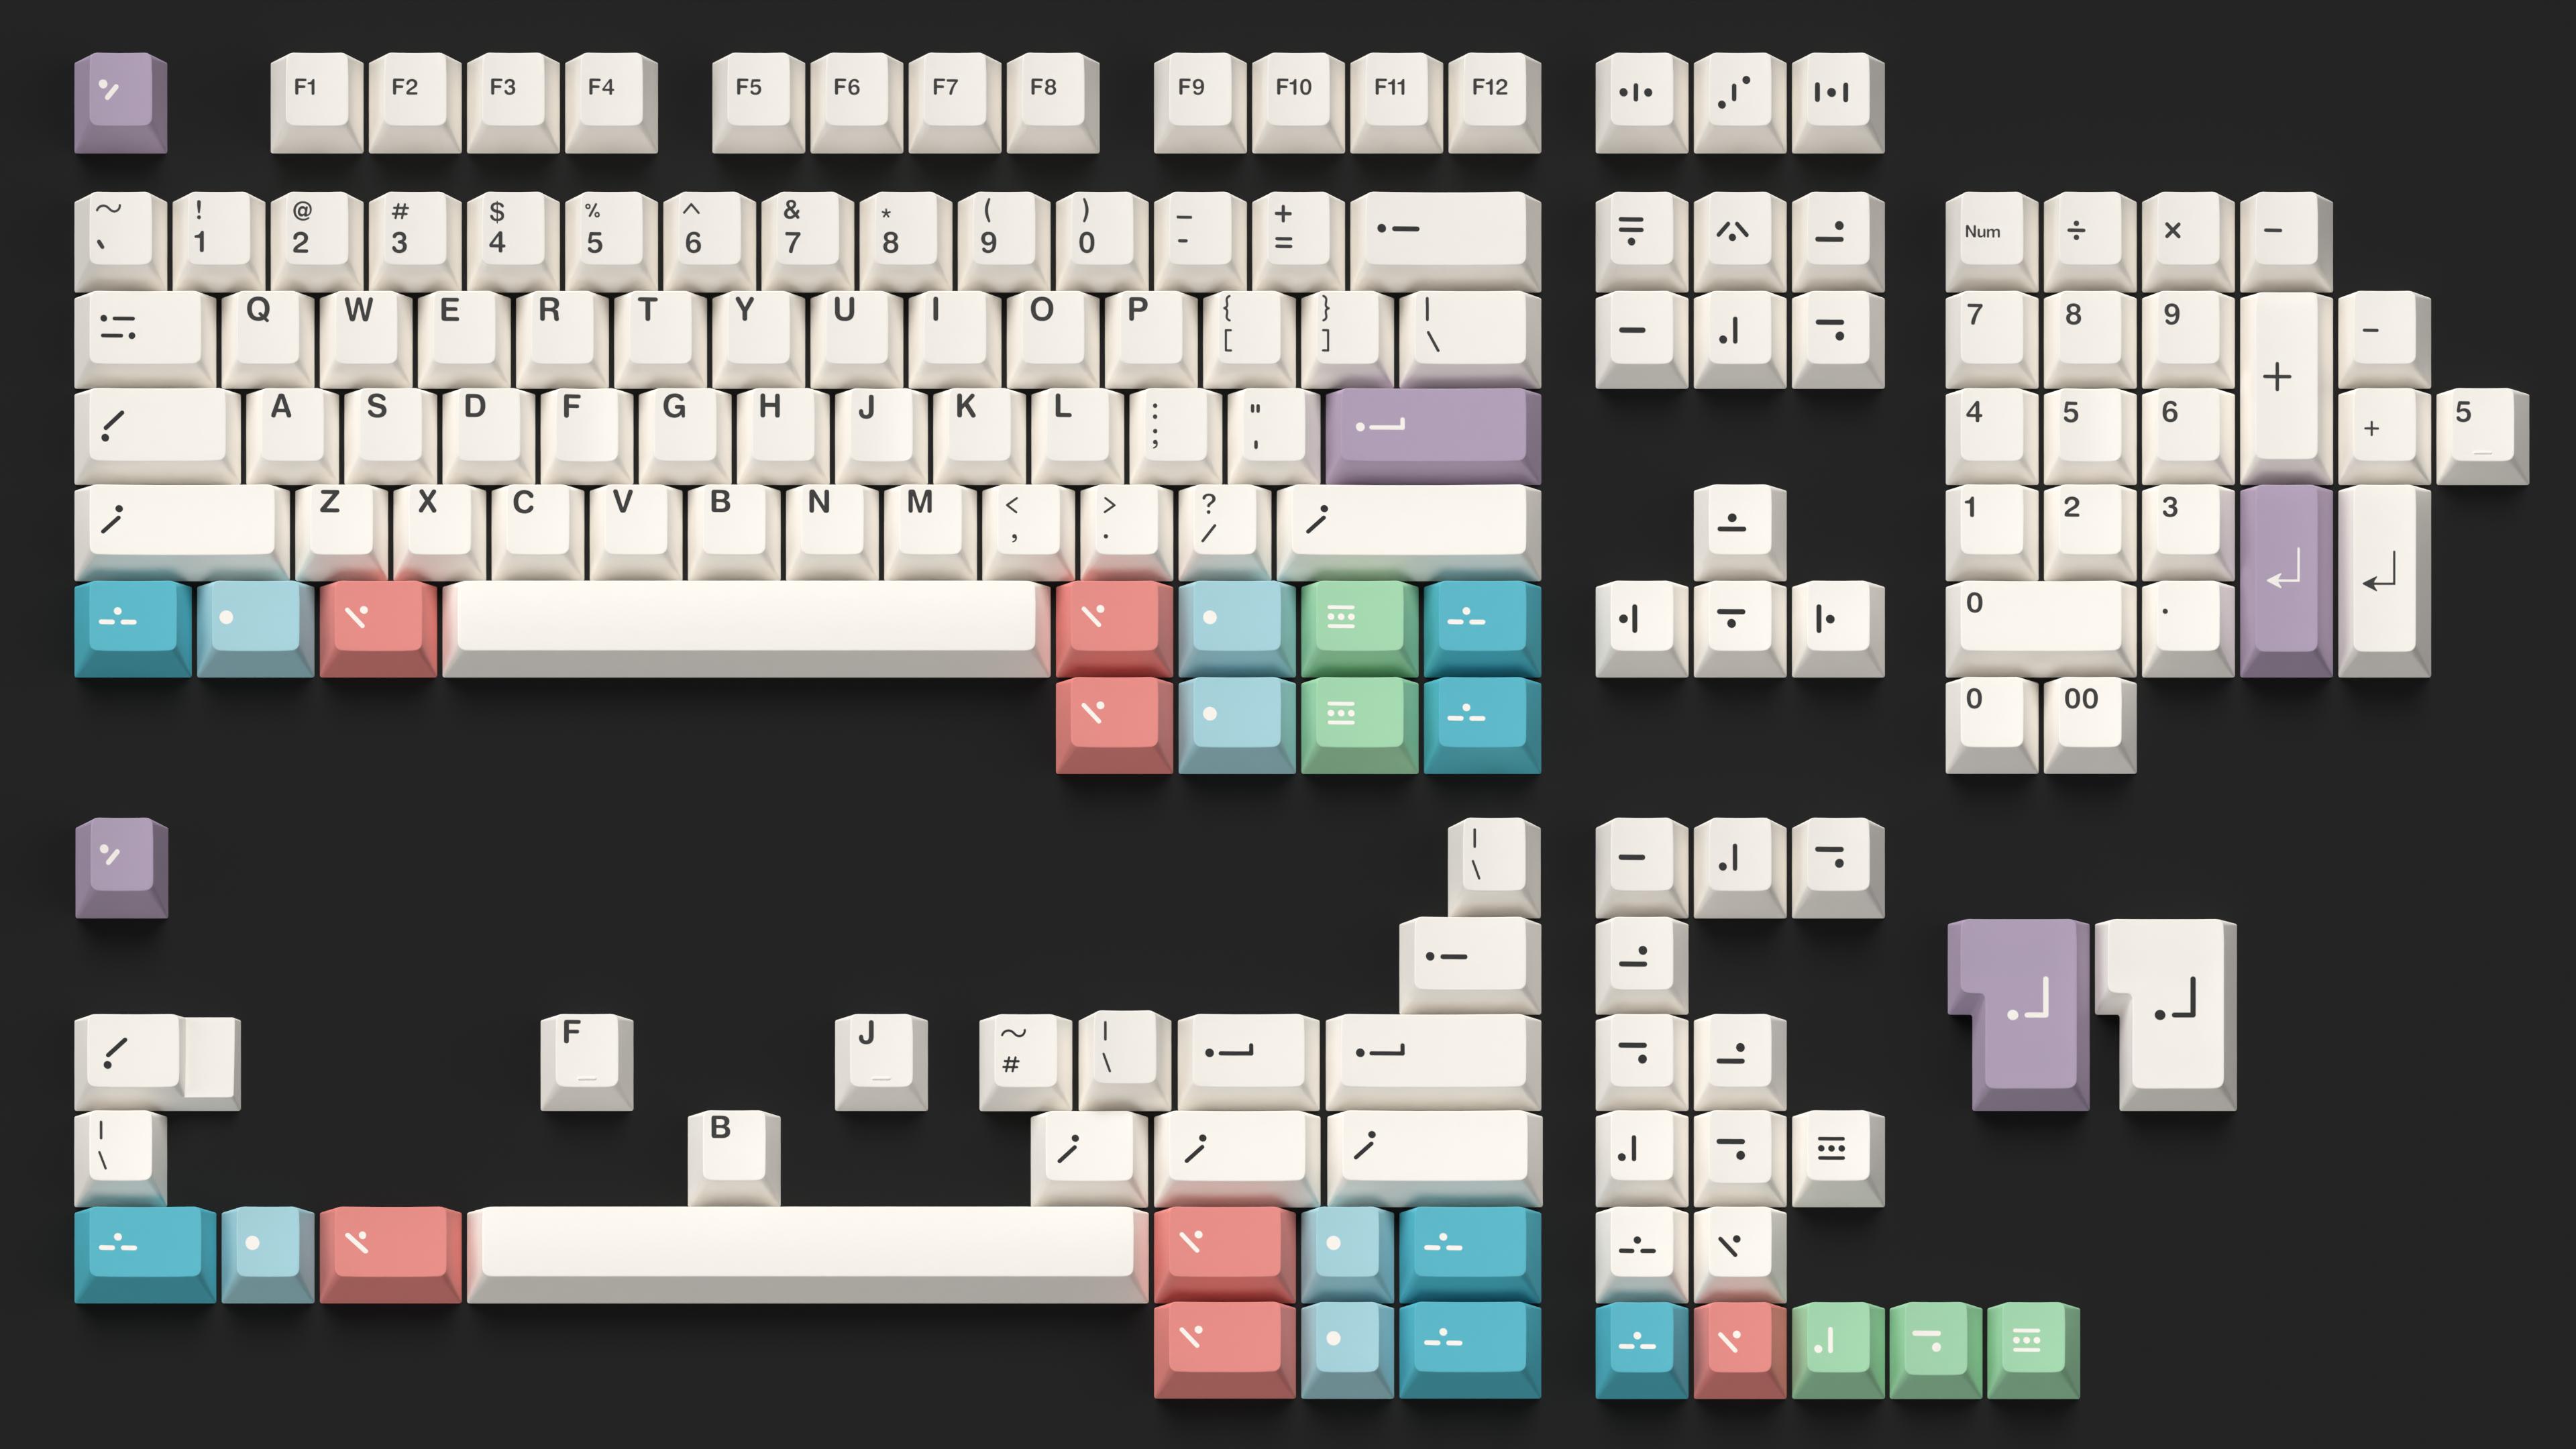 F1 F2 F3 F4 F5 F6 F7 F8 F9 F10 F11 F12
~ ! @ # $ % ^ & * ( ) _ +
` 1 2 3 4 5 6 7 8 9 0 - =
Num ÷ × −
Q W E R T Y U I O P { } |
[ ] \
7 8 9 + −
A S D F G H J K L : "
; '
4 5 6 + 5
Z X C V B N M < > ?
, . /
1 2 3
0 .
0 00
|
\
F J ~ |
# \
| B
\